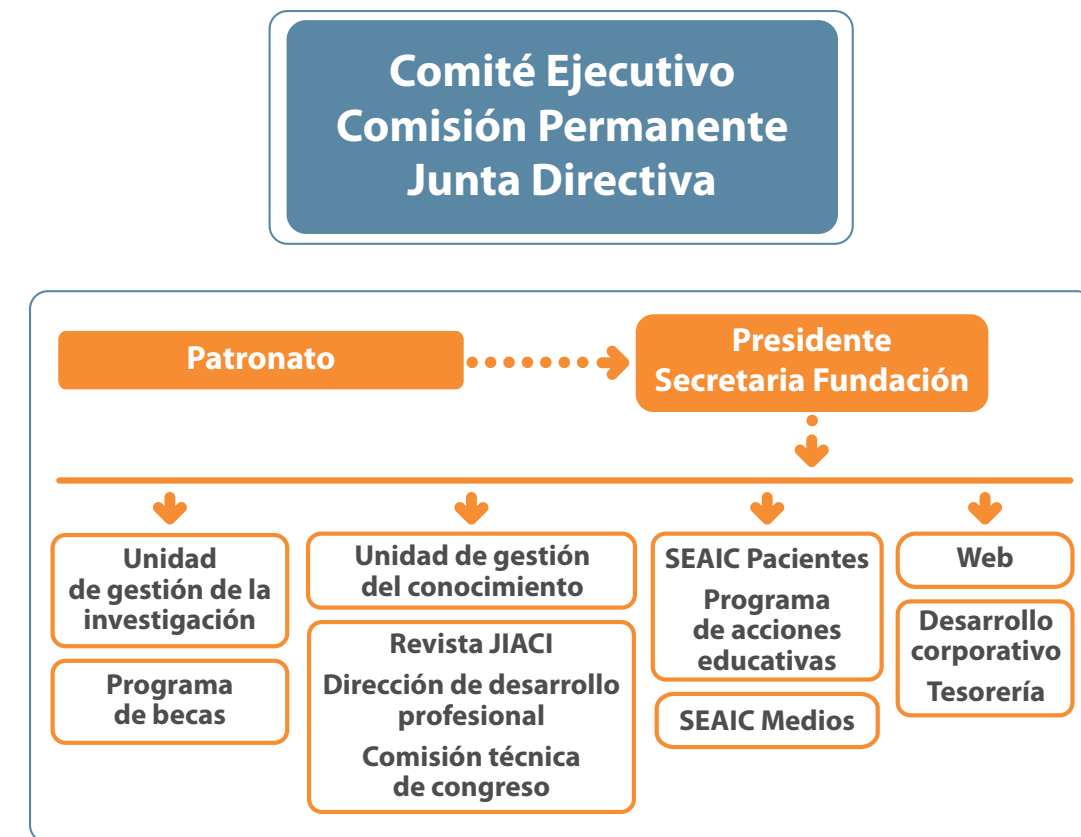 Comité Ejecutivo
Comisión Permanente
Junta Directiva
Patronato
Presidente
Secretaria Fundación
Unidad
de gestión de la
investigación
Programa
de becas
Unidad de gestión
del conocimiento
Revista JIACI
Dirección de desarrollo
profesional
Comisión técnica
de congreso
SEAIC Pacientes
Programa
de acciones
educativas
SEAIC Medios
Web
Desarrollo
corporativo
Tesorería